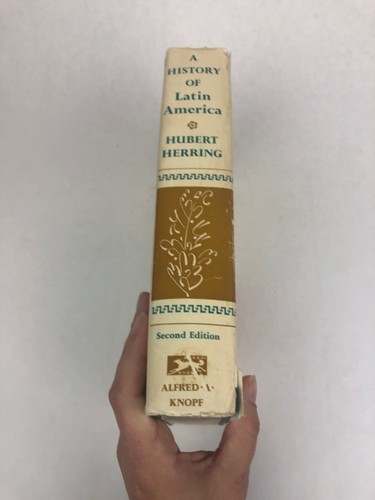 A
HISTORY
OF
Latin
America
HUBERT
HERRING
Second Edition
ALFRED · A ·
KNOPF